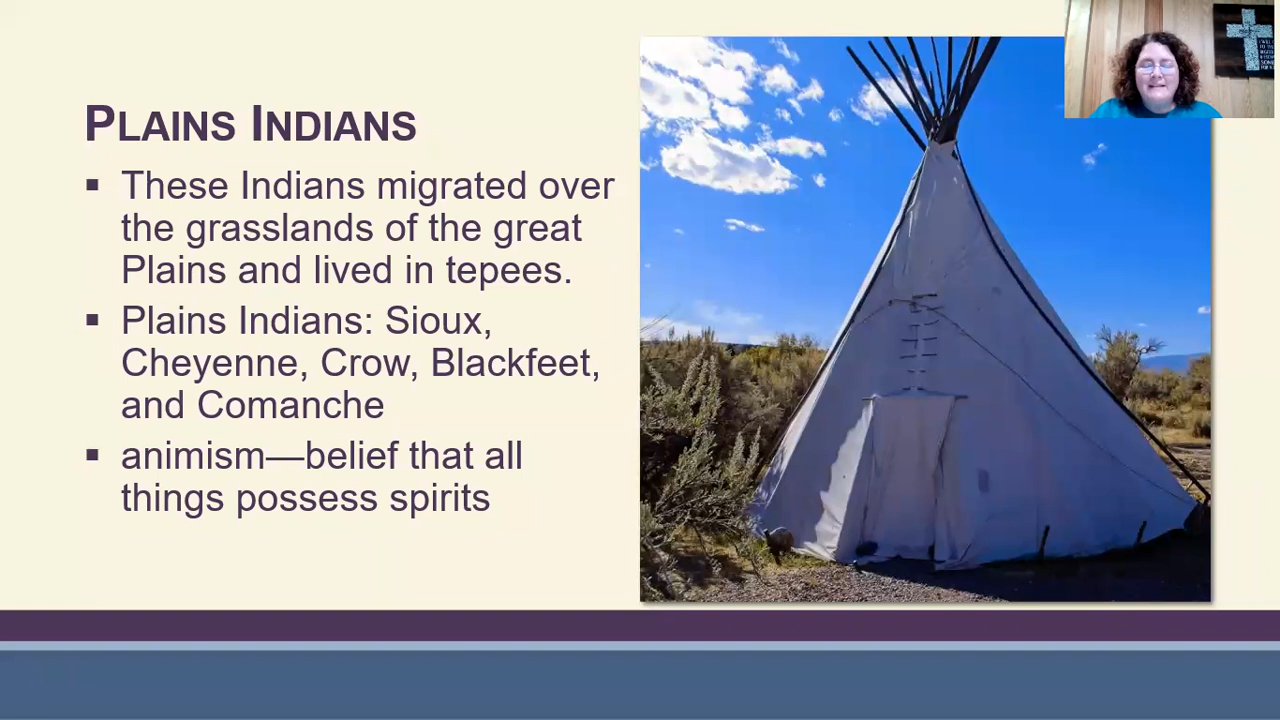 PLAINS INDIANS
▪ These Indians migrated over
the grasslands of the great
Plains and lived in tepees.
▪ Plains Indians: Sioux,
Cheyenne, Crow, Blackfeet,
and Comanche
▪ animism—belief that all
things possess spirits